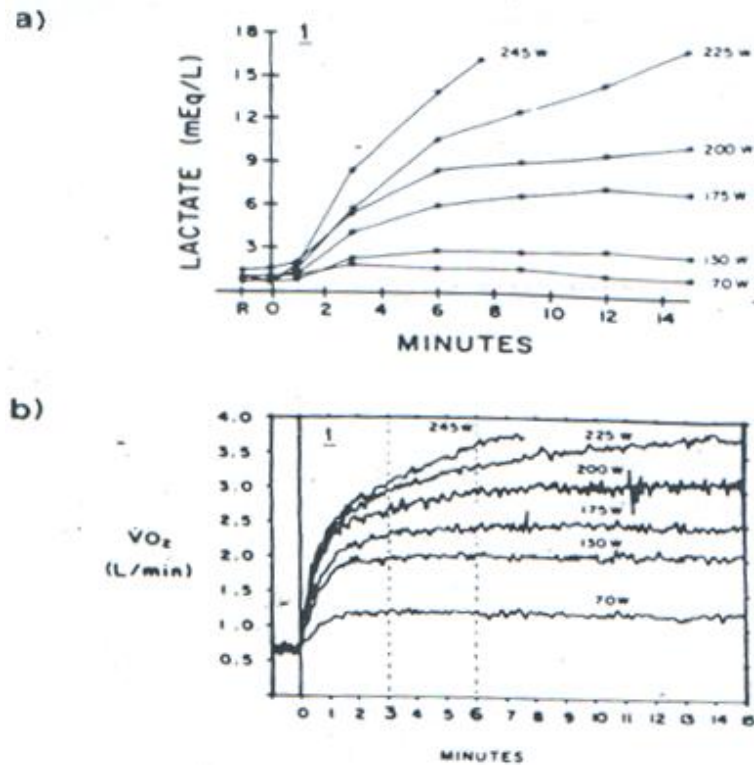 a)
1
18
15
12
9
6
3
LACTATE (mEq/L)
245 W
225 W
200 W
175 W
130 W
70 W
R 0 2 4 6 8 10 12 14
MINUTES
b)
1
4.0
3.5
3.0
2.5
2.0
1.5
1.0
0.5
VO₂
(L/min)
245 W
225 W
200 W
175 W
130 W
70 W
0 1 2 3 4 5 6 7 8 9 10 11 12 13 14 15
MINUTES